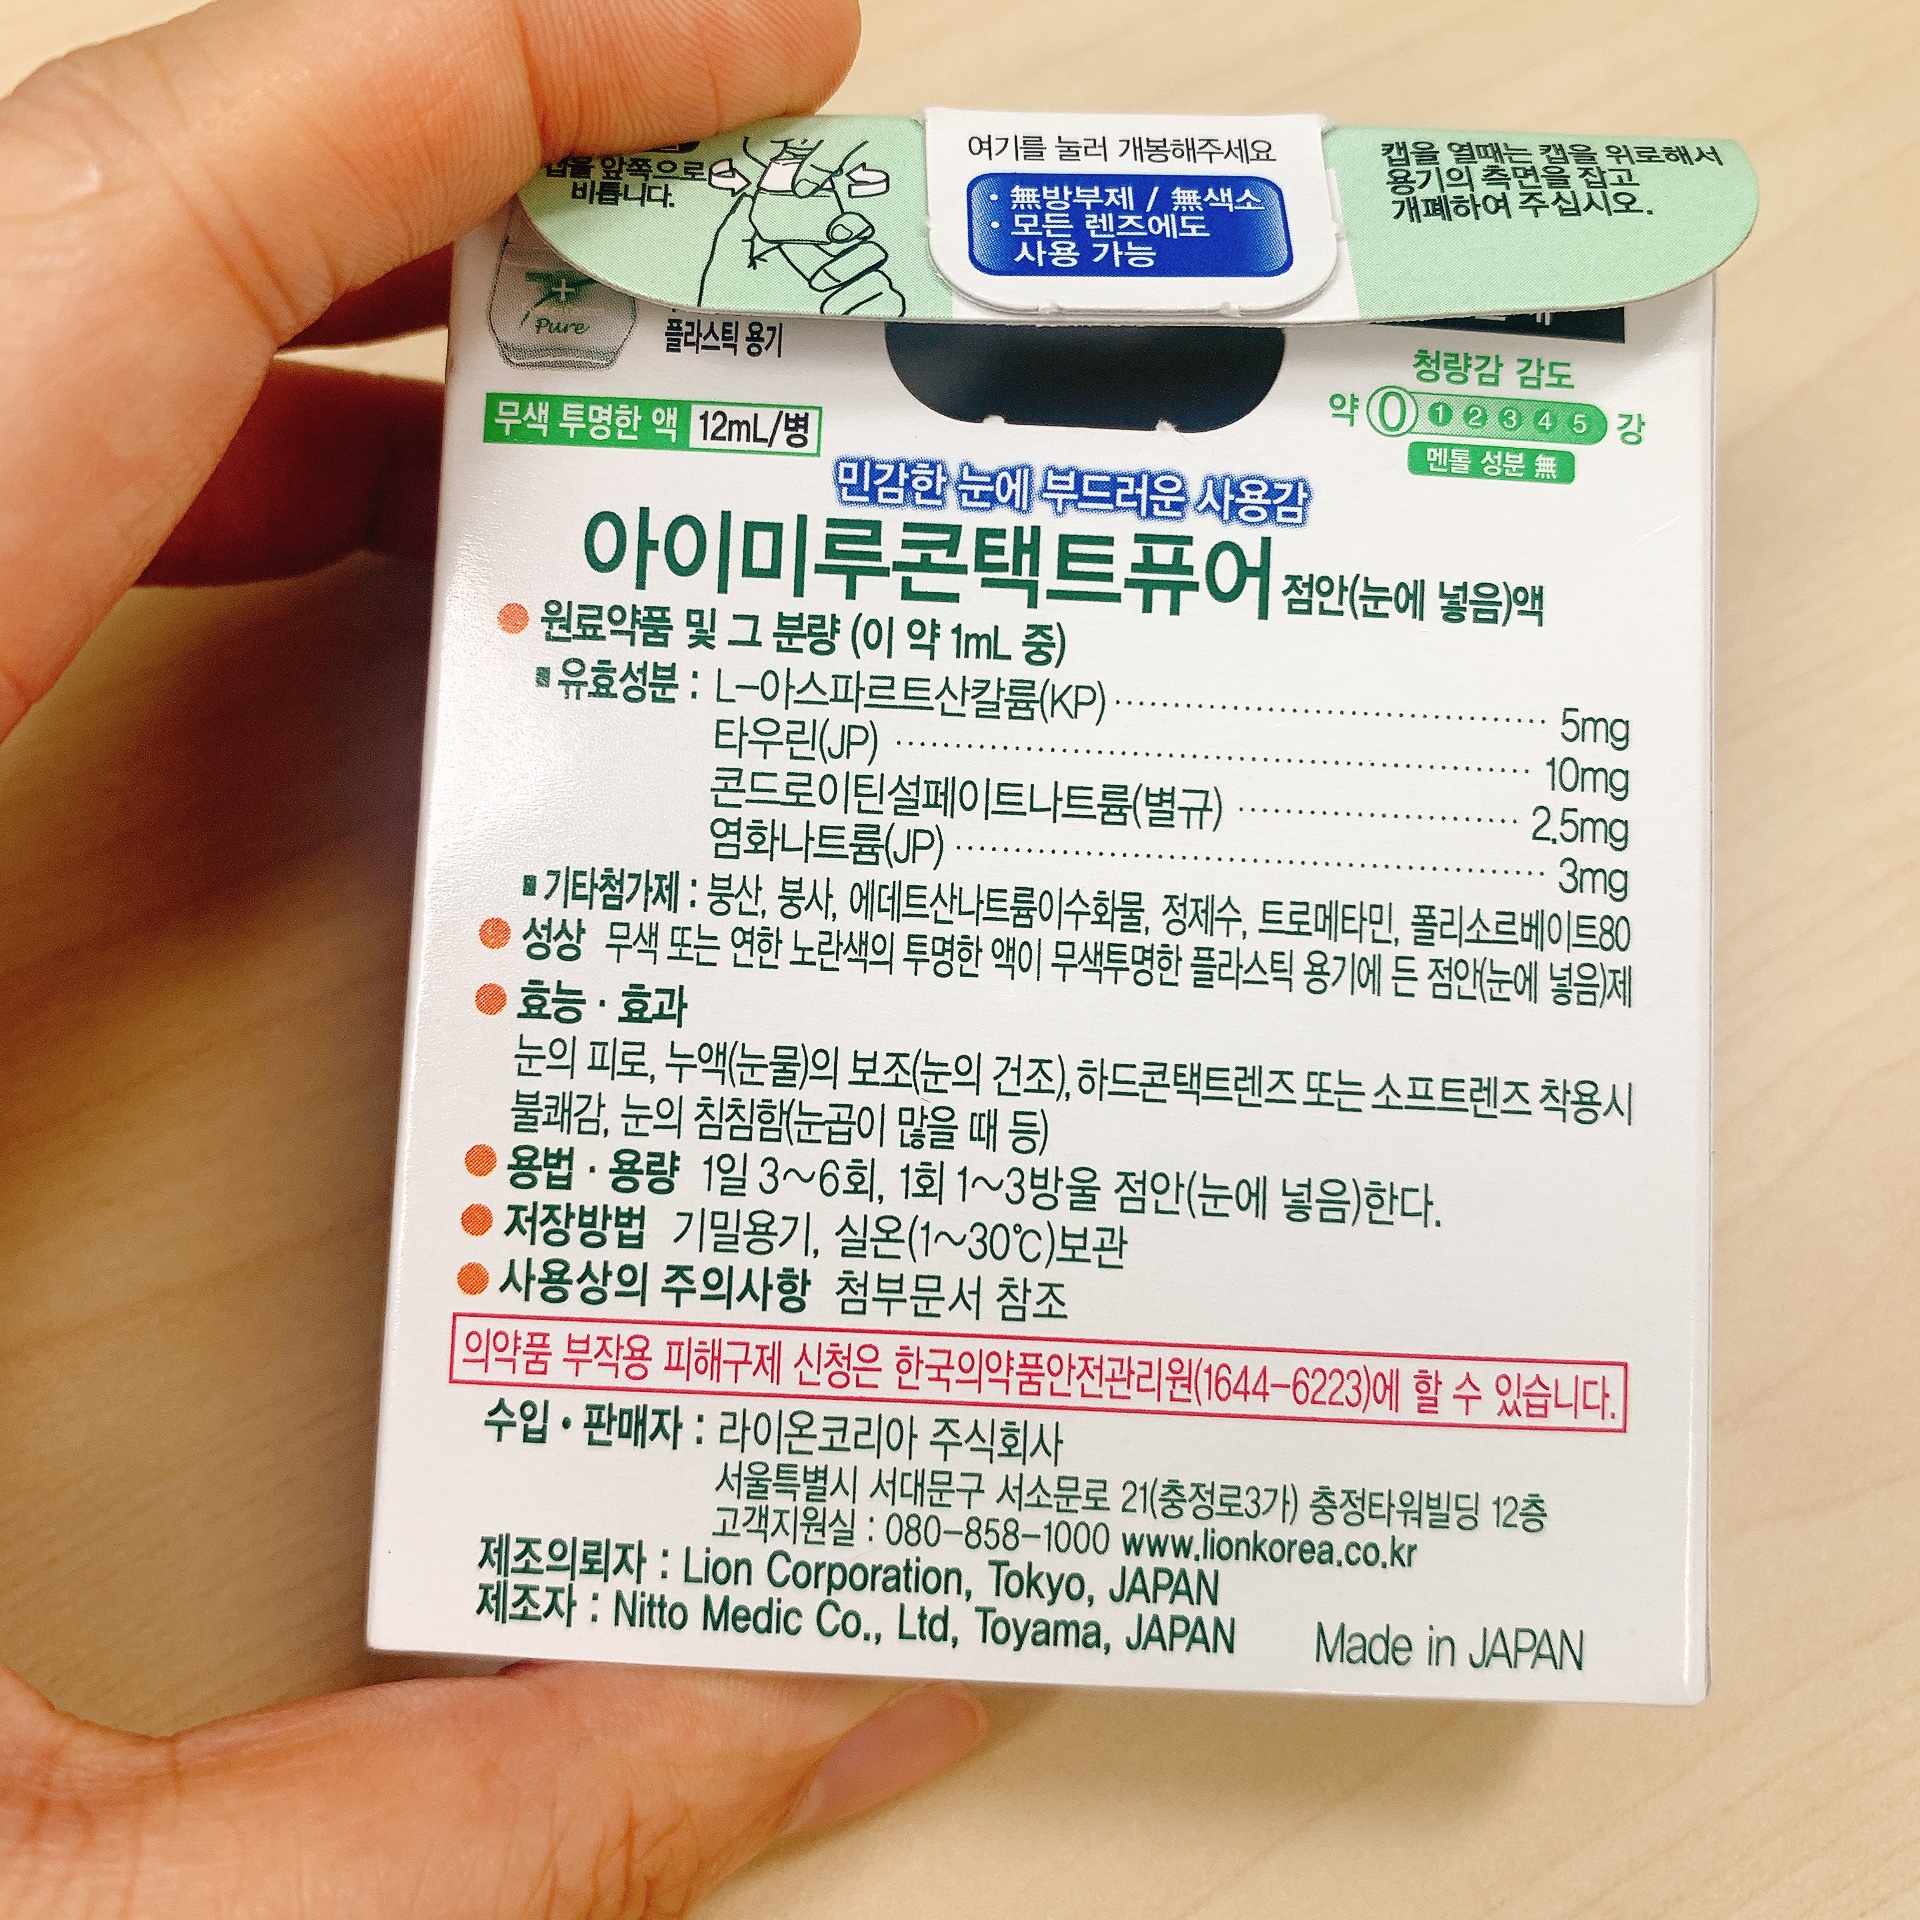 여기를 눌러 개봉해주세요
· 無방부제 / 無색소
· 모든 렌즈에도
사용 가능
앞쪽으로
비틉니다.
캡을 열때는 캡을 위로해서
용기의 측면을 잡고
개폐하여 주십시오.
Pure
플라스틱 용기
청량감 감도
약 0 1 2 3 4 5 강
멘톨 성분 無
무색 투명한 액 12mL/병
민감한 눈에 부드러운 사용감
아이미루콘택트퓨어 점안(눈에 넣음)액
원료약품 및 그 분량 (이 약 1mL 중)
유효성분 : L-아스파르트산칼륨(KP) 5mg
타우린(JP) 10mg
콘드로이틴설페이트나트륨(별규) 2.5mg
염화나트륨(JP) 3mg
기타첨가제 : 붕산, 붕사, 에데트산나트륨이수화물, 정제수, 트로메타민, 폴리소르베이트80
성상 무색 또는 연한 노란색의 투명한 액이 무색투명한 플라스틱 용기에 든 점안(눈에 넣음)제
효능 · 효과
눈의 피로, 누액(눈물)의 보조(눈의 건조), 하드콘택트렌즈 또는 소프트렌즈 착용시
불쾌감, 눈의 침침함(눈곱이 많을 때 등)
용법 · 용량 1일 3~6회, 1회 1~3방울 점안(눈에 넣음)한다.
저장방법 기밀용기, 실온(1~30℃)보관
사용상의 주의사항 첨부문서 참조
의약품 부작용 피해구제 신청은 한국의약품안전관리원(1644-6223)에 할 수 있습니다.
수입 • 판매자 : 라이온코리아 주식회사
서울특별시 서대문구 서소문로 21(충정로3가) 충정타워빌딩 12층
고객지원실 : 080-858-1000 www.lionkorea.co.kr
제조의뢰자 : Lion Corporation, Tokyo, JAPAN
제조자 : Nitto Medic Co., Ltd, Toyama, JAPAN
Made in JAPAN